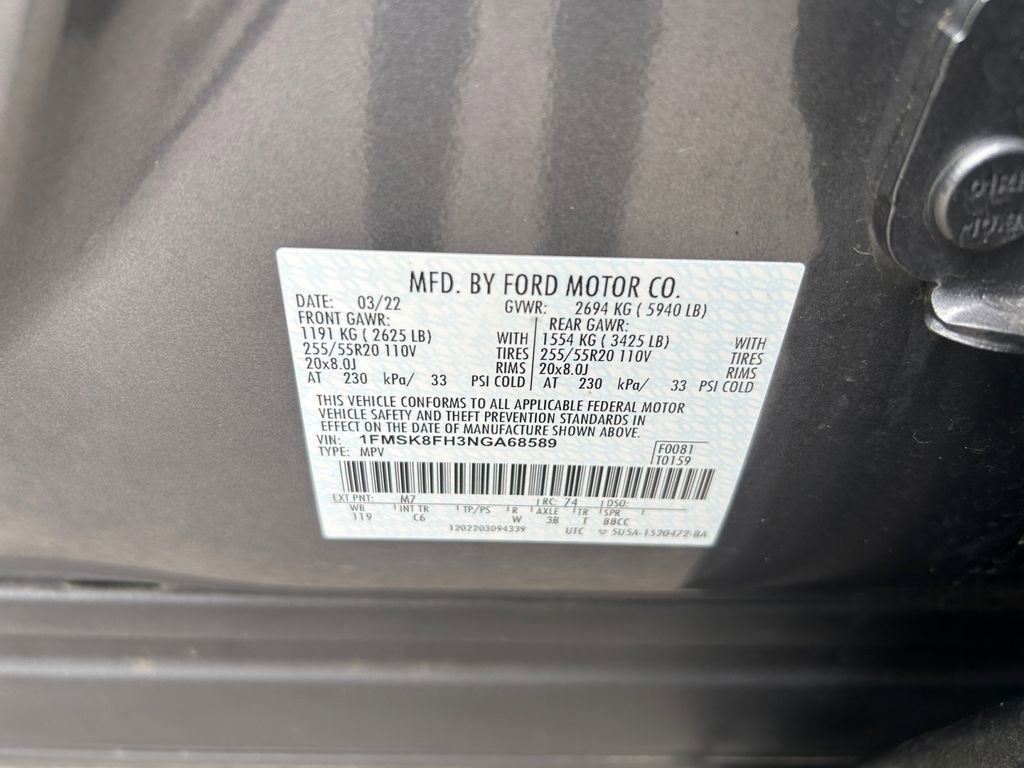 MFD. BY FORD MOTOR CO.
DATE: 03/22 GVWR: 2694 KG ( 5940 LB)
FRONT GAWR: REAR GAWR:
1191 KG ( 2625 LB) WITH 1554 KG ( 3425 LB) WITH
255/55R20 110V TIRES 255/55R20 110V TIRES
20x8.0J RIMS 20x8.0J RIMS
AT 230 kPa/ 33 PSI COLD AT 230 kPa/ 33 PSI COLD
THIS VEHICLE CONFORMS TO ALL APPLICABLE FEDERAL MOTOR
VEHICLE SAFETY AND THEFT PREVENTION STANDARDS IN
EFFECT ON THE DATE OF MANUFACTURE SHOWN ABOVE.
VIN: 1FMSK8FH3NGA68589 F0081
TYPE: MPV T0159
EXT PNT: M7 RC: 74 DSO:
WB INT TR TP/PS R AXLE TR SPR
119 C6 W 3B T BBCC
1202203094339 UTC 5U5A-1520472-BA